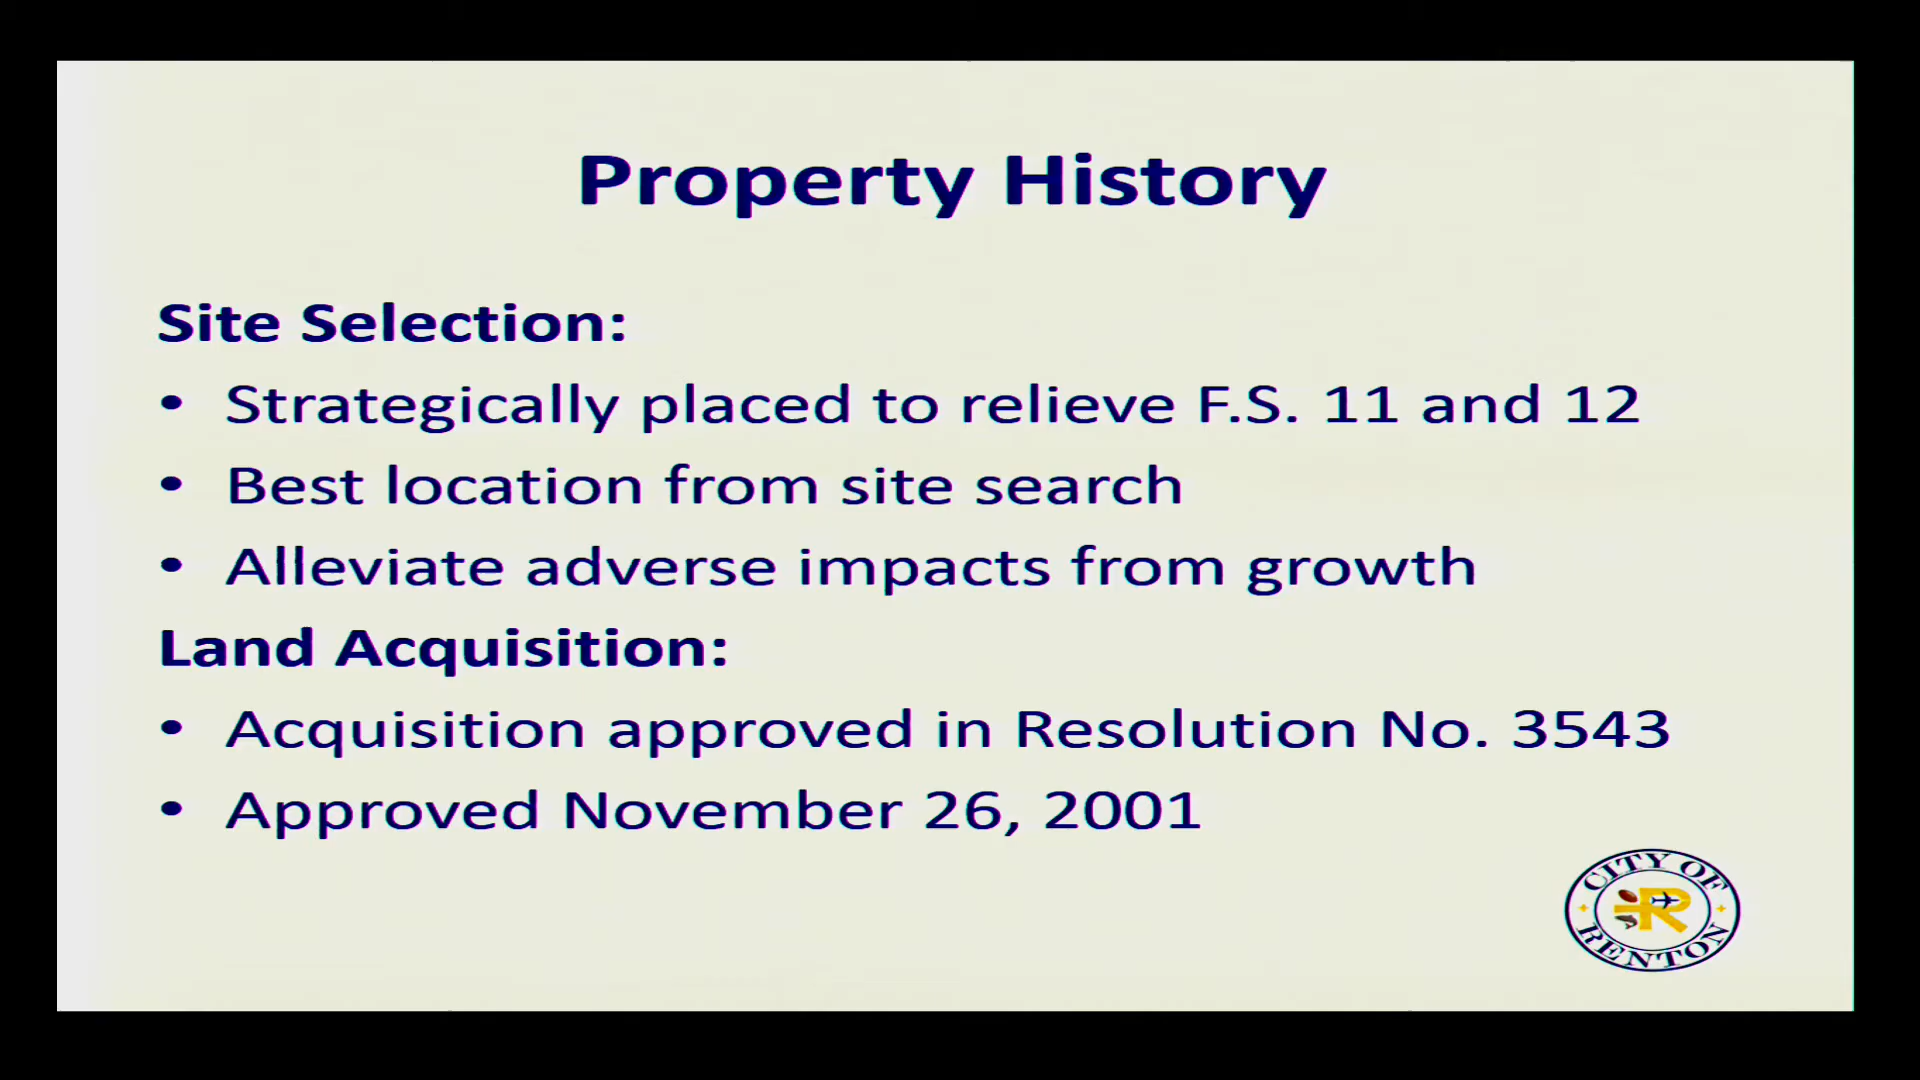 Property History
Site Selection:
• Strategically placed to relieve F.S. 11 and 12
• Best location from site search
• Alleviate adverse impacts from growth
Land Acquisition:
• Acquisition approved in Resolution No. 3543
• Approved November 26, 2001
CITY OF
R
RENTON